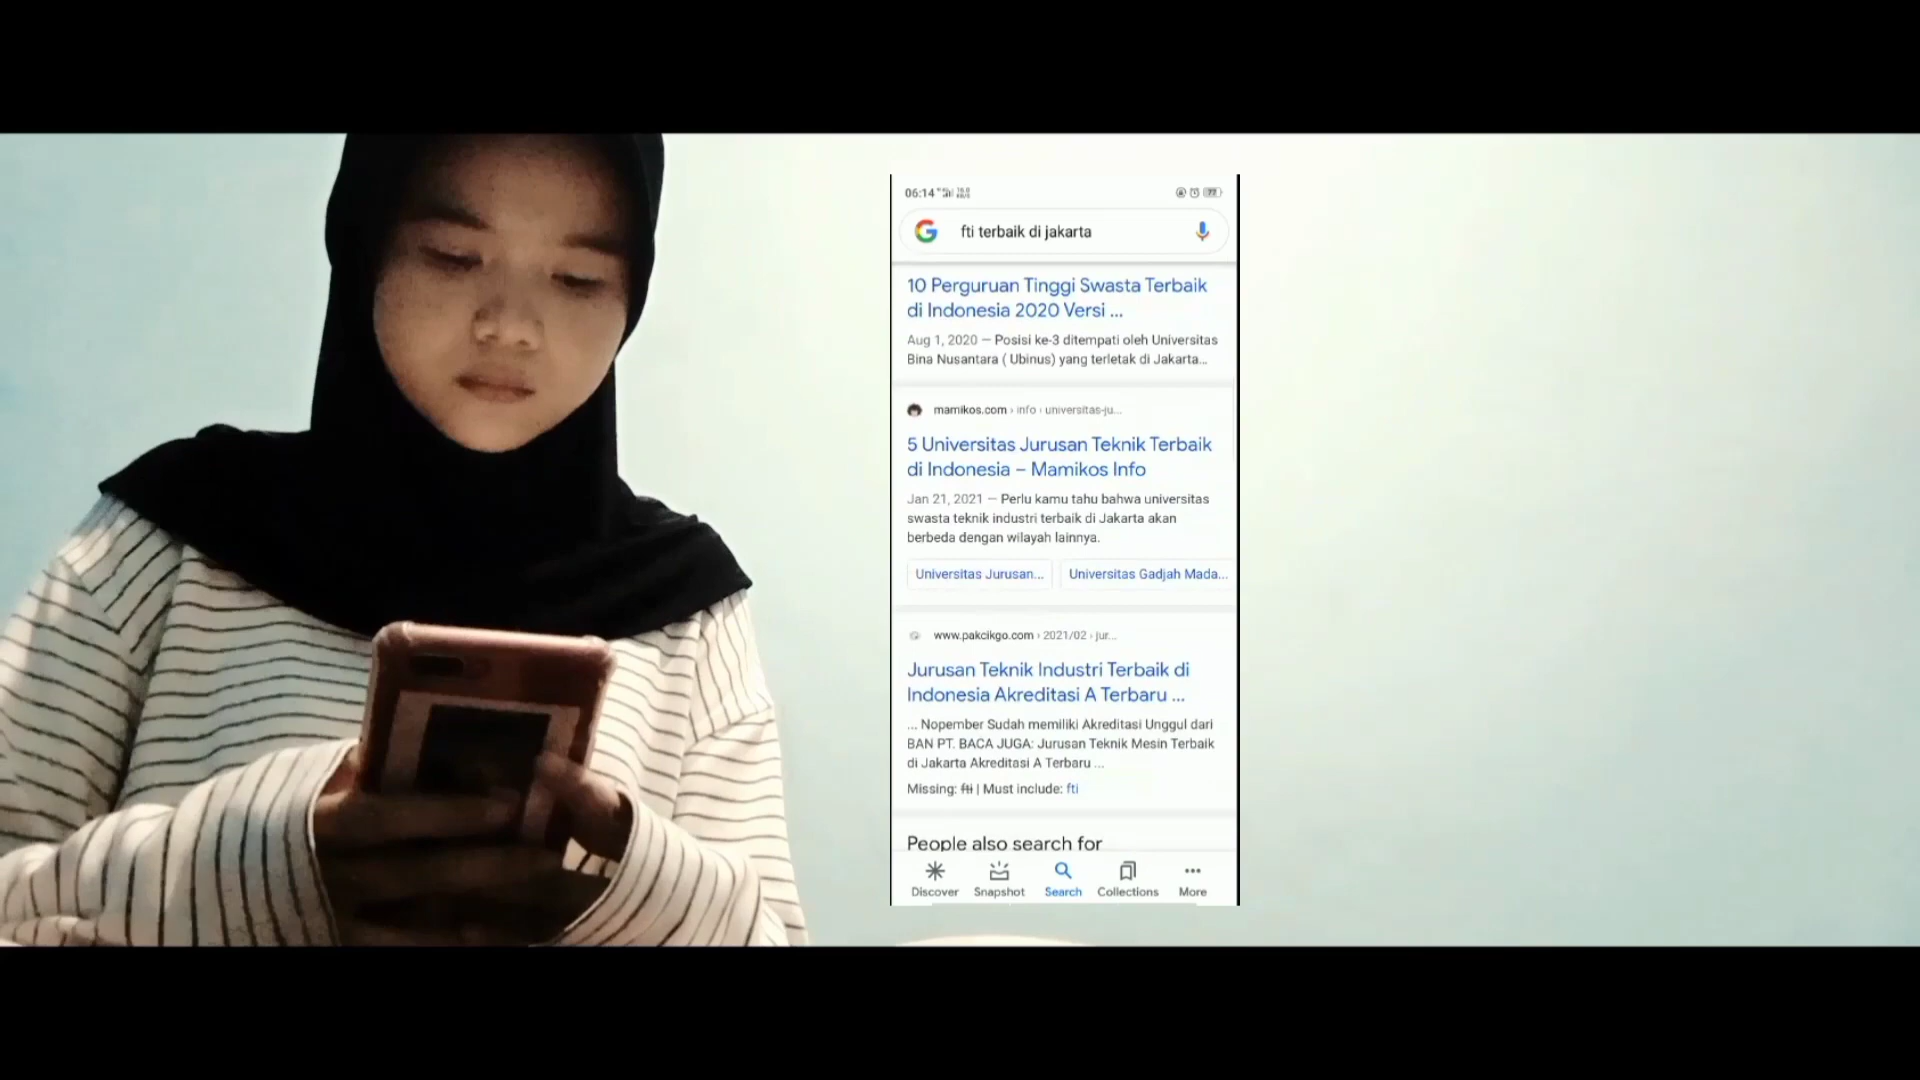 06:14
fti terbaik di jakarta
10 Perguruan Tinggi Swasta Terbaik
di Indonesia 2020 Versi ...
Aug 1, 2020 — Posisi ke-3 ditempati oleh Universitas
Bina Nusantara ( Ubinus) yang terletak di Jakarta...
mamikos.com › info › universitas-ju...
5 Universitas Jurusan Teknik Terbaik
di Indonesia – Mamikos Info
Jan 21, 2021 — Perlu kamu tahu bahwa universitas
swasta teknik industri terbaik di Jakarta akan
berbeda dengan wilayah lainnya.
Universitas Jurusan... Universitas Gadjah Mada...
www.pakcikgo.com › 2021/02 › jur...
Jurusan Teknik Industri Terbaik di
Indonesia Akreditasi A Terbaru ...
... Nopember Sudah memiliki Akreditasi Unggul dari
BAN PT. BACA JUGA: Jurusan Teknik Mesin Terbaik
di Jakarta Akreditasi A Terbaru ...
Missing: fti | Must include: fti
People also search for
Discover Snapshot Search Collections More